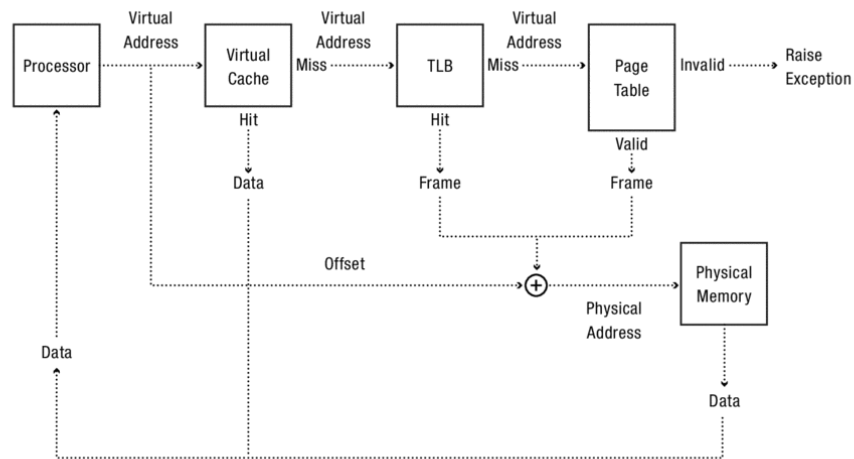 Virtual
Address
Virtual
Address
Virtual
Address
Processor
Virtual
Cache
Miss
TLB
Miss
Page
Table
Invalid
Raise
Exception
Hit
Hit
Valid
Data
Frame
Frame
Offset
+
Physical
Memory
Physical
Address
Data
Data